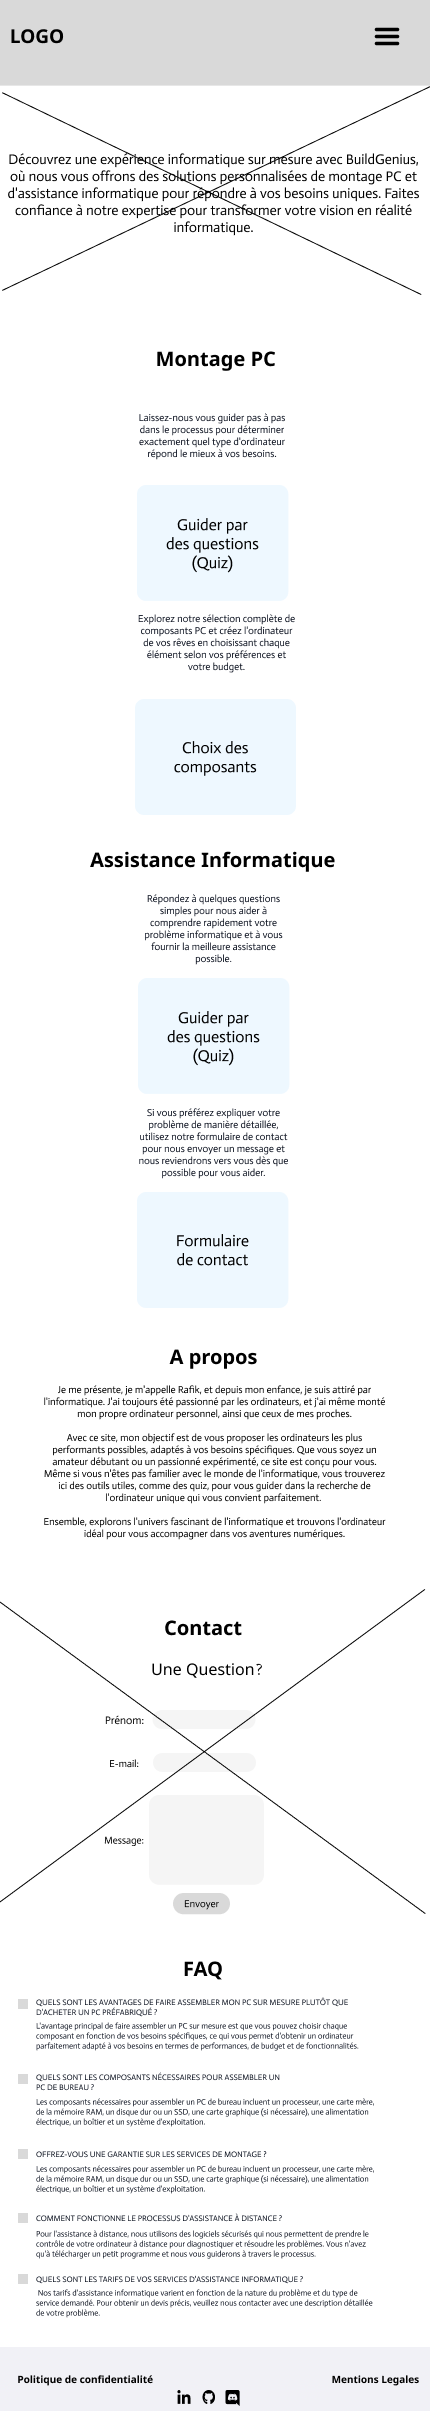 LOGO
Découvrez une expérience informatique sur mesure avec BuildGenius,
où nous vous offrons des solutions personnalisées de montage PC et
d'assistance informatique pour répondre à vos besoins uniques. Faites
confiance à notre expertise pour transformer votre vision en réalité
informatique.
Montage PC
Laissez-nous vous guider pas à pas
dans le processus pour déterminer
exactement quel type d'ordinateur
répond le mieux à vos besoins.
Guider par
des questions
(Quiz)
Explorez notre sélection complète de
composants PC et créez l'ordinateur
de vos rêves en choisissant chaque
élément selon vos préférences et
votre budget.
Choix des
composants
Assistance Informatique
Répondez à quelques questions
simples pour nous aider à
comprendre rapidement votre
problème informatique et à vous
fournir la meilleure assistance
possible.
Guider par
des questions
(Quiz)
Si vous préférez expliquer votre
problème de manière détaillée,
utilisez notre formulaire de contact
pour nous envoyer un message et
nous reviendrons vers vous dès que
possible pour vous aider.
Formulaire
de contact
A propos
Je me présente, je m'appelle Rafik, et depuis mon enfance, je suis attiré par
l'informatique. J'ai toujours été passionné par les ordinateurs, et j'ai même monté
mon propre ordinateur personnel, ainsi que ceux de mes proches.
Avec ce site, mon objectif est de vous proposer les ordinateurs les plus
performants possibles, adaptés à vos besoins spécifiques. Que vous soyez un
amateur débutant ou un passionné expérimenté, ce site est conçu pour vous.
Même si vous n'êtes pas familier avec le monde de l'informatique, vous trouverez
ici des outils utiles, comme des quiz, pour vous guider dans la recherche de
l'ordinateur unique qui vous convient parfaitement.
Ensemble, explorons l'univers fascinant de l'informatique et trouvons l'ordinateur
idéal pour vous accompagner dans vos aventures numériques.
Contact
Une Question?
Prénom:
E-mail:
Message:
Envoyer
FAQ
QUELS SONT LES AVANTAGES DE FAIRE ASSEMBLER MON PC SUR MESURE PLUTÔT QUE
D'ACHETER UN PC PRÉFABRIQUÉ ?
L'avantage principal de faire assembler un PC sur mesure est que vous pouvez choisir chaque
composant en fonction de vos besoins spécifiques, ce qui vous permet d'obtenir un ordinateur
parfaitement adapté à vos besoins en termes de performances, de budget et de fonctionnalités.
QUELS SONT LES COMPOSANTS NÉCESSAIRES POUR ASSEMBLER UN
PC DE BUREAU ?
Les composants nécessaires pour assembler un PC de bureau incluent un processeur, une carte mère,
de la mémoire RAM, un disque dur ou un SSD, une carte graphique (si nécessaire), une alimentation
électrique, un boîtier et un système d'exploitation.
OFFREZ-VOUS UNE GARANTIE SUR LES SERVICES DE MONTAGE ?
Les composants nécessaires pour assembler un PC de bureau incluent un processeur, une carte mère,
de la mémoire RAM, un disque dur ou un SSD, une carte graphique (si nécessaire), une alimentation
électrique, un boîtier et un système d'exploitation.
COMMENT FONCTIONNE LE PROCESSUS D'ASSISTANCE À DISTANCE ?
Pour l'assistance à distance, nous utilisons des logiciels sécurisés qui nous permettent de prendre le
contrôle de votre ordinateur à distance pour diagnostiquer et résoudre les problèmes. Vous n'avez
qu'à télécharger un petit programme et nous vous guiderons à travers le processus.
QUELS SONT LES TARIFS DE VOS SERVICES D'ASSISTANCE INFORMATIQUE ?
Nos tarifs d'assistance informatique varient en fonction de la nature du problème et du type de
service demandé. Pour obtenir un devis précis, veuillez nous contacter avec une description détaillée
de votre problème.
Politique de confidentialité
Mentions Legales